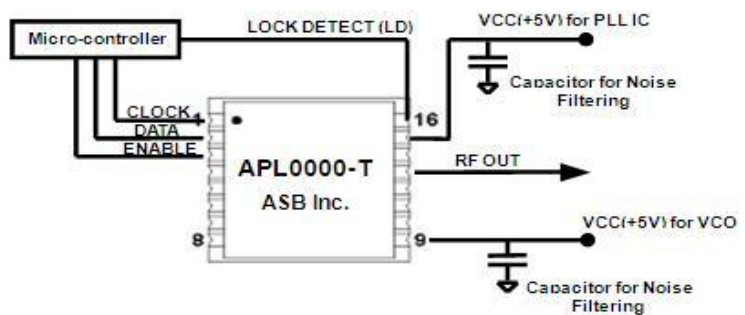 VCC(+5V) for PLL IC
Micro-controller
LOCK DETECT (LD)
Capacitor for Noise
Filtering
CLOCK
1
16
DATA
ENABLE
APL0000-T
RF OUT
ASB Inc.
8
9
VCC(+5V) for VCO
Capacitor for Noise
Filtering